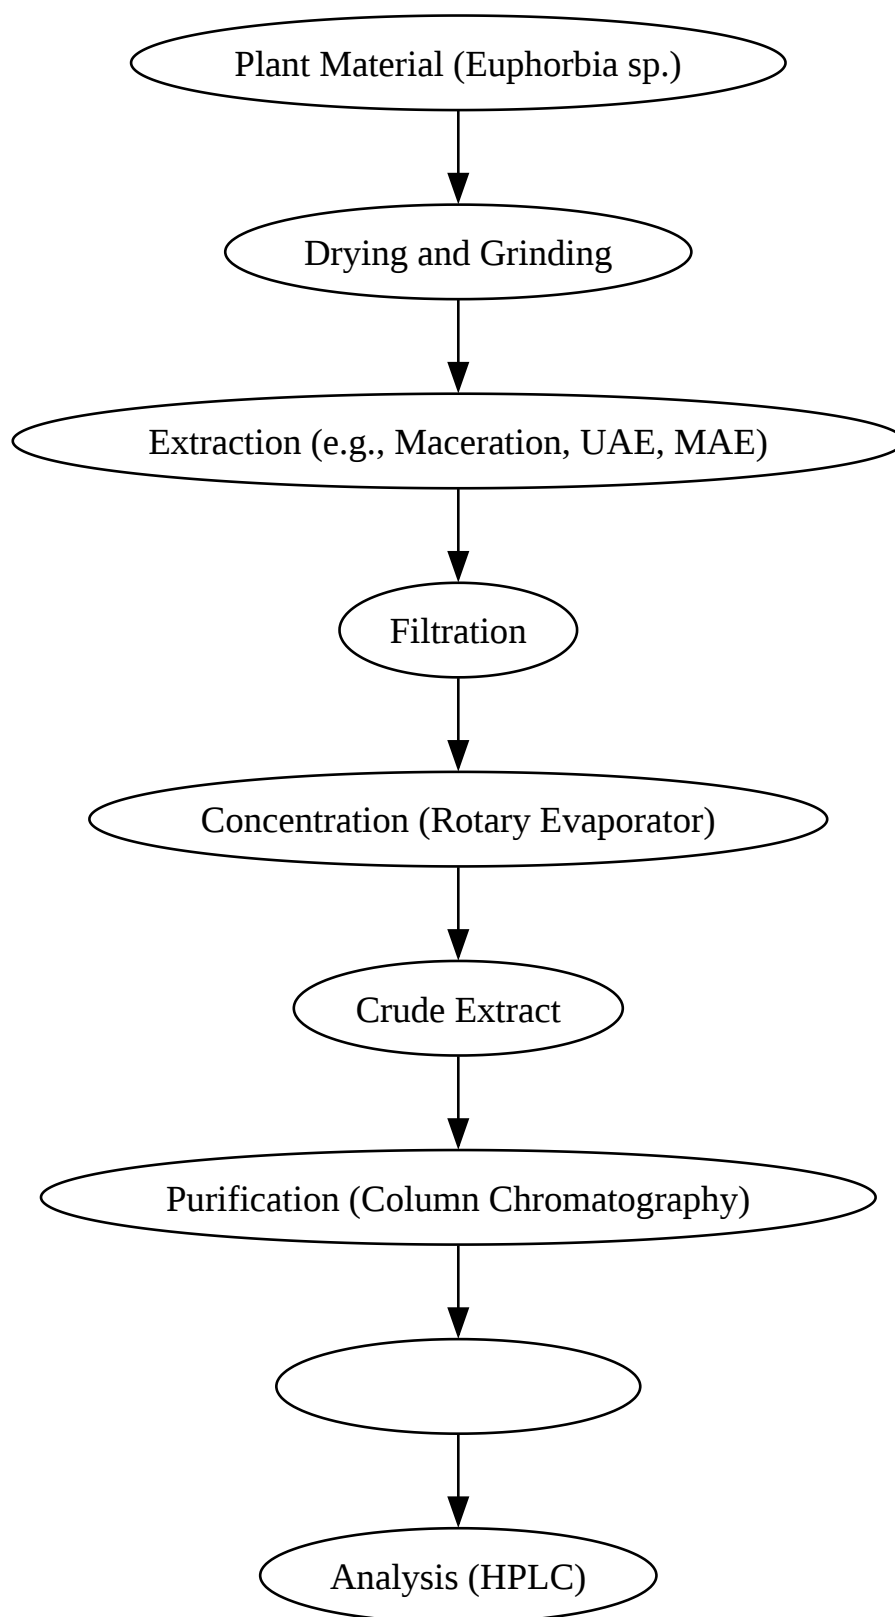 Plant Material (Euphorbia sp.)
Drying and Grinding
Extraction (e.g., Maceration, UAE, MAE)
Filtration
Concentration (Rotary Evaporator)
Crude Extract
Purification (Column Chromatography)
Analysis (HPLC)